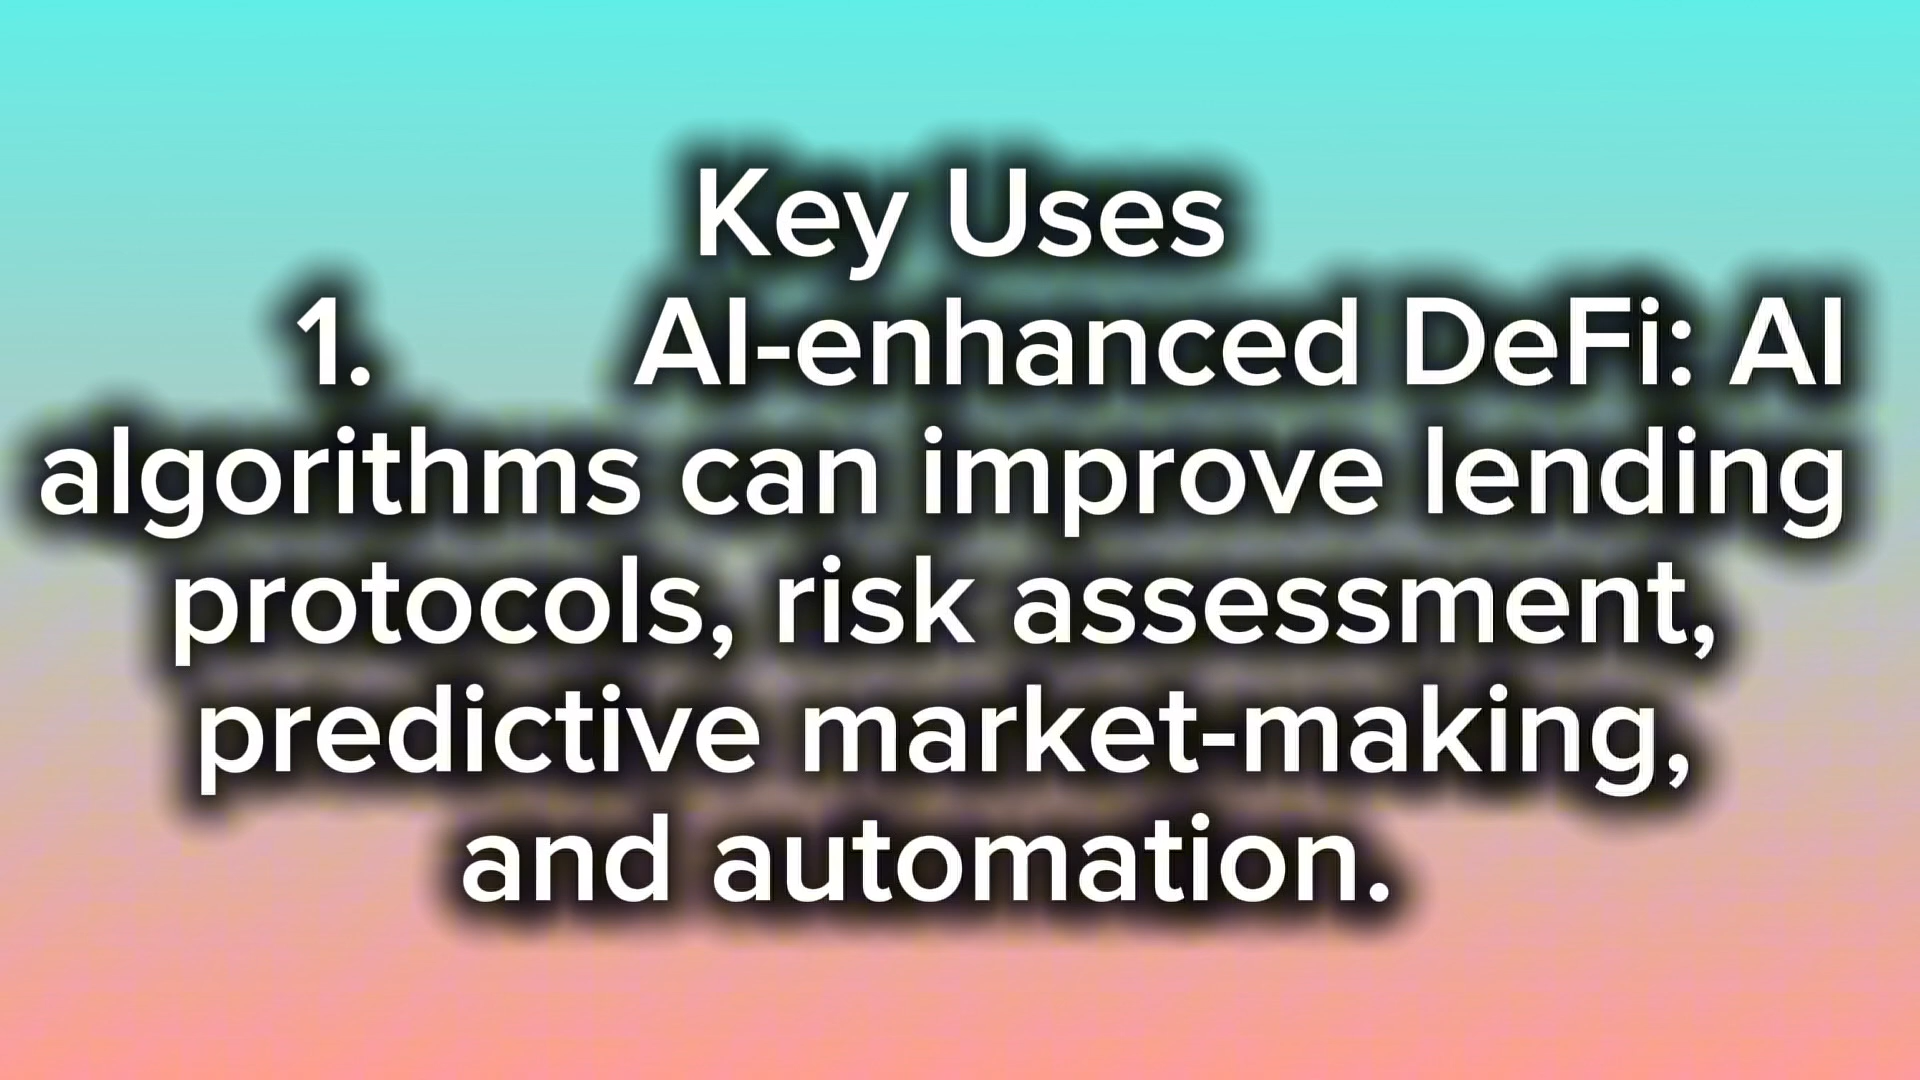 Key Uses
1. AI-enhanced DeFi: AI
algorithms can improve lending
protocols, risk assessment,
predictive market-making,
and automation.